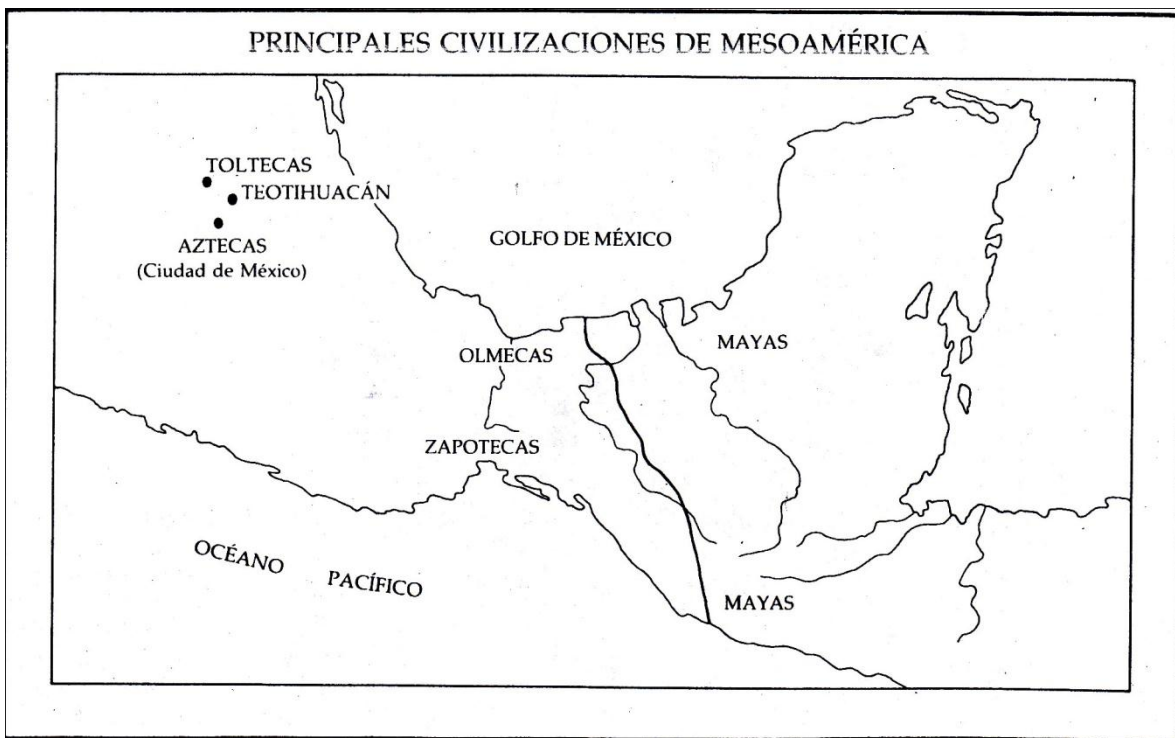 PRINCIPALES CIVILIZACIONES DE MESOAMÉRICA
TOLTECAS
TEOTIHUACÁN
AZTECAS
(Ciudad de México)
GOLFO DE MÉXICO
OLMECAS
MAYAS
ZAPOTECAS
OCÉANO PACÍFICO
MAYAS